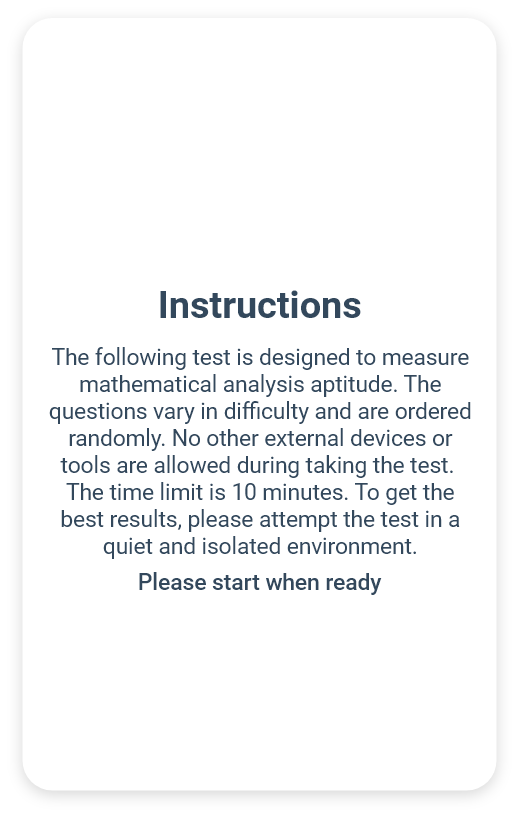 Instructions
The following test is designed to measure
mathematical analysis aptitude. The
questions vary in difficulty and are ordered
randomly. No other external devices or
tools are allowed during taking the test.
The time limit is 10 minutes. To get the
best results, please attempt the test in a
quiet and isolated environment.
Please start when ready